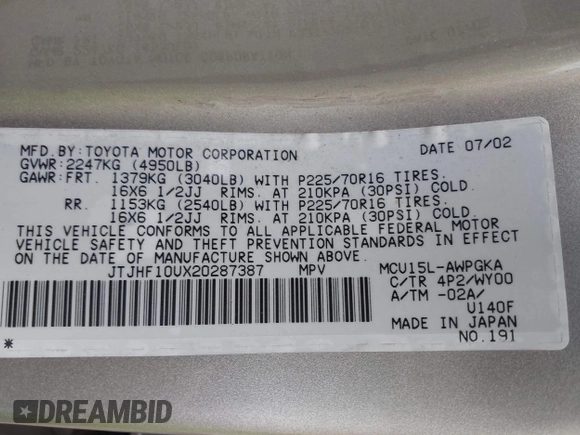 MFD.BY:TOYOTA MOTOR CORPORATION DATE 07/02
GVWR:2247KG (4950LB)
GAWR:FRT. 1379KG (3040LB) WITH P225/70R16 TIRES.
16X6 1/2JJ RIMS. AT 210KPA (30PSI) COLD.
RR. 1153KG (2540LB) WITH P225/70R16 TIRES.
16X6 1/2JJ RIMS. AT 210KPA (30PSI) COLD.
THIS VEHICLE CONFORMS TO ALL APPLICABLE FEDERAL MOTOR
VEHICLE SAFETY AND THEFT PREVENTION STANDARDS IN EFFECT
ON THE DATE OF MANUFACTURE SHOWN ABOVE.
JTJHF10UX20287387 MPV MCU15L-AWPGKA
C/TR 4P2/WY00
A/TM -02A/
U140F
MADE IN JAPAN
* NO.191
DREAMBID